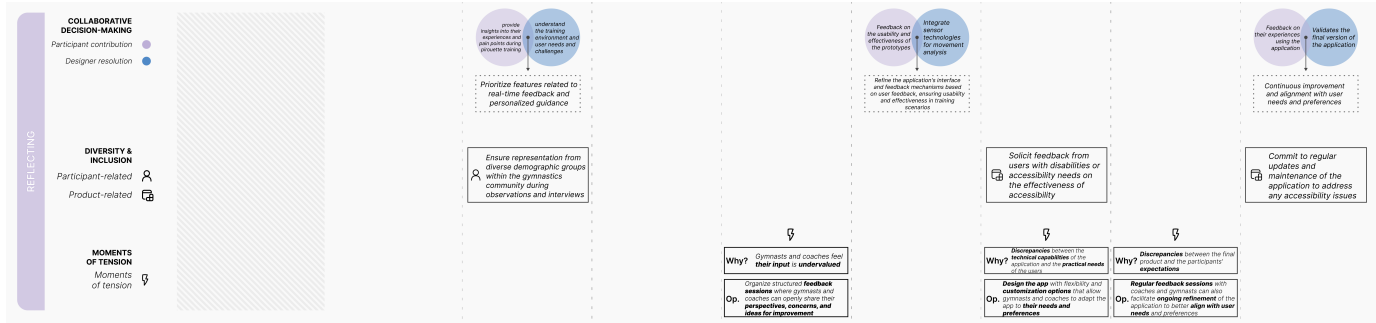 REFLECTING
COLLABORATIVE
DECISION-MAKING
Participant contribution
Designer resolution
provide
insights into their
experiences and
pain points during
pirouette training
understand
the training
environment and
user needs and
challenges
Prioritize features related to
real-time feedback and
personalized guidance
Feedback on
the usability and
effectiveness of
the prototypes
Integrate
sensor
technologies
for movement
analysis
Refine the application's interface
and feedback mechanisms based
on user feedback, ensuring usability
and effectiveness in training
scenarios
Feedback on
their experiences
using the
application
Validates the
final version of
the application
Continuous improvement
and alignment with user
needs and preferences
DIVERSITY &
INCLUSION
Participant-related
Product-related
Ensure representation from
diverse demographic groups
within the gymnastics
community during
observations and interviews
Solicit feedback from
users with disabilities or
accessibility needs on
the effectiveness of
accessibility
Commit to regular
updates and
maintenance of the
application to address
any accessibility issues
MOMENTS
OF TENSION
Moments
of tension
Why?
Gymnasts and coaches feel
their input is undervalued
Op.
Organize structured feedback
sessions where gymnasts and
coaches can openly share their
perspectives, concerns, and
ideas for improvement
Why?
Discrepancies between the
technical capabilities of the
application and the practical needs
of the users
Op.
Design the app with flexibility and
customization options that allow
gymnasts and coaches to adapt the
app to their needs and
preferences
Why?
Discrepancies between the final
product and the participants'
expectations
Op.
Regular feedback sessions with
coaches and gymnasts can also
facilitate ongoing refinement of the
application to better align with user
needs and preferences